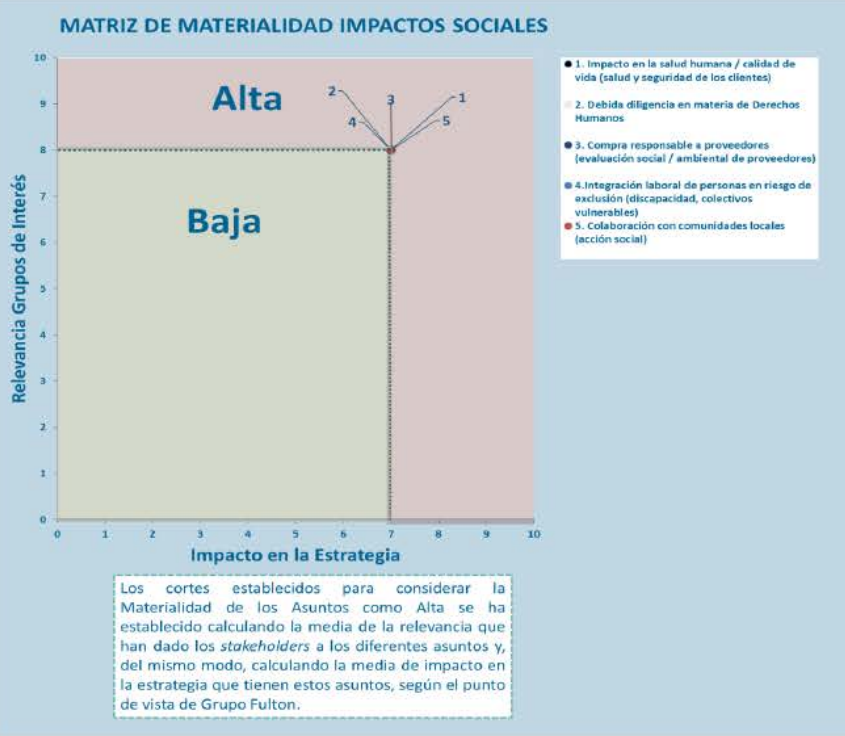 MATRIZ DE MATERIALIDAD IMPACTOS SOCIALES
10
9
8
7
6
5
4
3
2
1
0
Relevancia Grupos de Interés
Alta
Baja
2
3
1
4
5
0 1 2 3 4 5 6 7 8 9 10
Impacto en la Estrategia
1. Impacto en la salud humana / calidad de
vida (salud y seguridad de los clientes)
2. Debida diligencia en materia de Derechos
Humanos
3. Compra responsable a proveedores
(evaluación social / ambiental de proveedores)
4.Integración laboral de personas en riesgo de
exclusión (discapacidad, colectivos
vulnerables)
5. Colaboración con comunidades locales
(acción social)
Los cortes establecidos para considerar la
Materialidad de los Asuntos como Alta se ha
establecido calculando la media de la relevancia que
han dado los stakeholders a los diferentes asuntos y,
del mismo modo, calculando la media de impacto en
la estrategia que tienen estos asuntos, según el punto
de vista de Grupo Fulton.